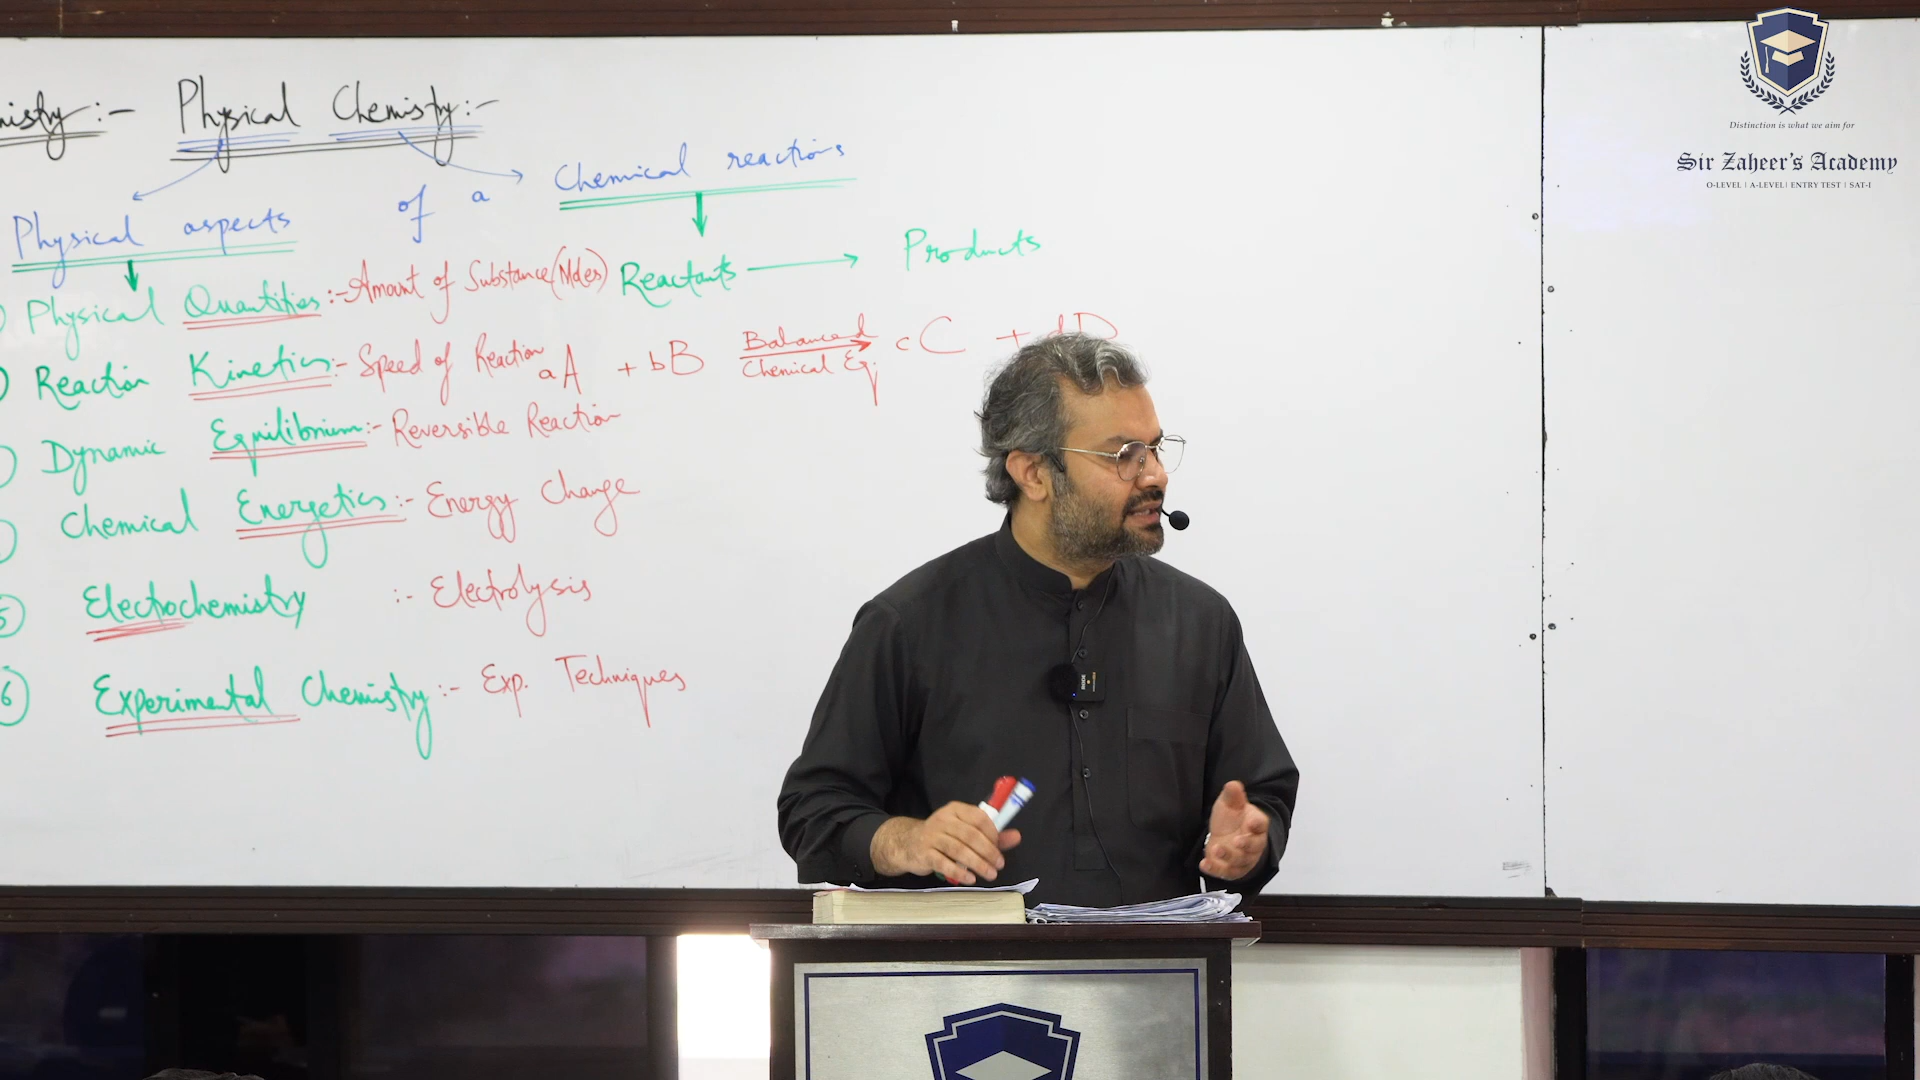 mistry:- Physical Chemistry:-
Physical aspects of a Chemical reactions
Physical Quantities:- Amount of Substance (Moles) Reactants → Products
Reaction Kinetics:- Speed of Reaction
aA + bB Balanced Chemical Eq. cC + dD
Dynamic Equilibrium:- Reversible Reaction
Chemical Energetics:- Energy Change
5 Electrochemistry :- Electrolysis
6 Experimental Chemistry:- Exp. Techniques
Distinction is what we aim for
Sir Zaheer's Academy
O-LEVEL | A-LEVEL | ENTRY TEST | SAT-I